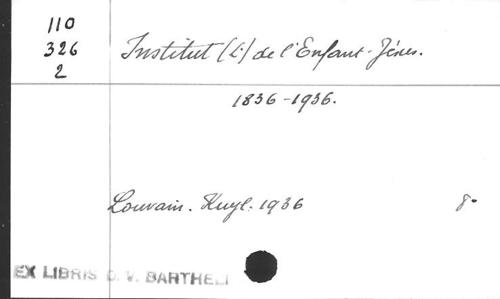 110
326
2
Institut (L') de l'Enfant-Jésus.
1836-1936.
Louvain. Kuyl. 1936
8°
EX LIBRIS D. V. BARTHEL